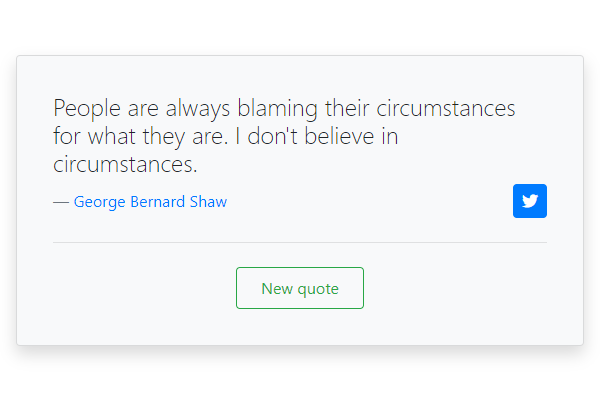 People are always blaming their circumstances
for what they are. I don't believe in
circumstances.
— George Bernard Shaw
New quote